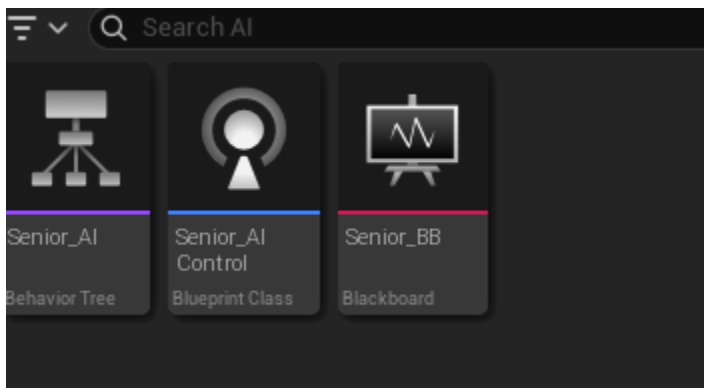 Search AI
Senior_AI
Senior_AI
Control
Senior_BB
Behavior Tree
Blueprint Class
Blackboard